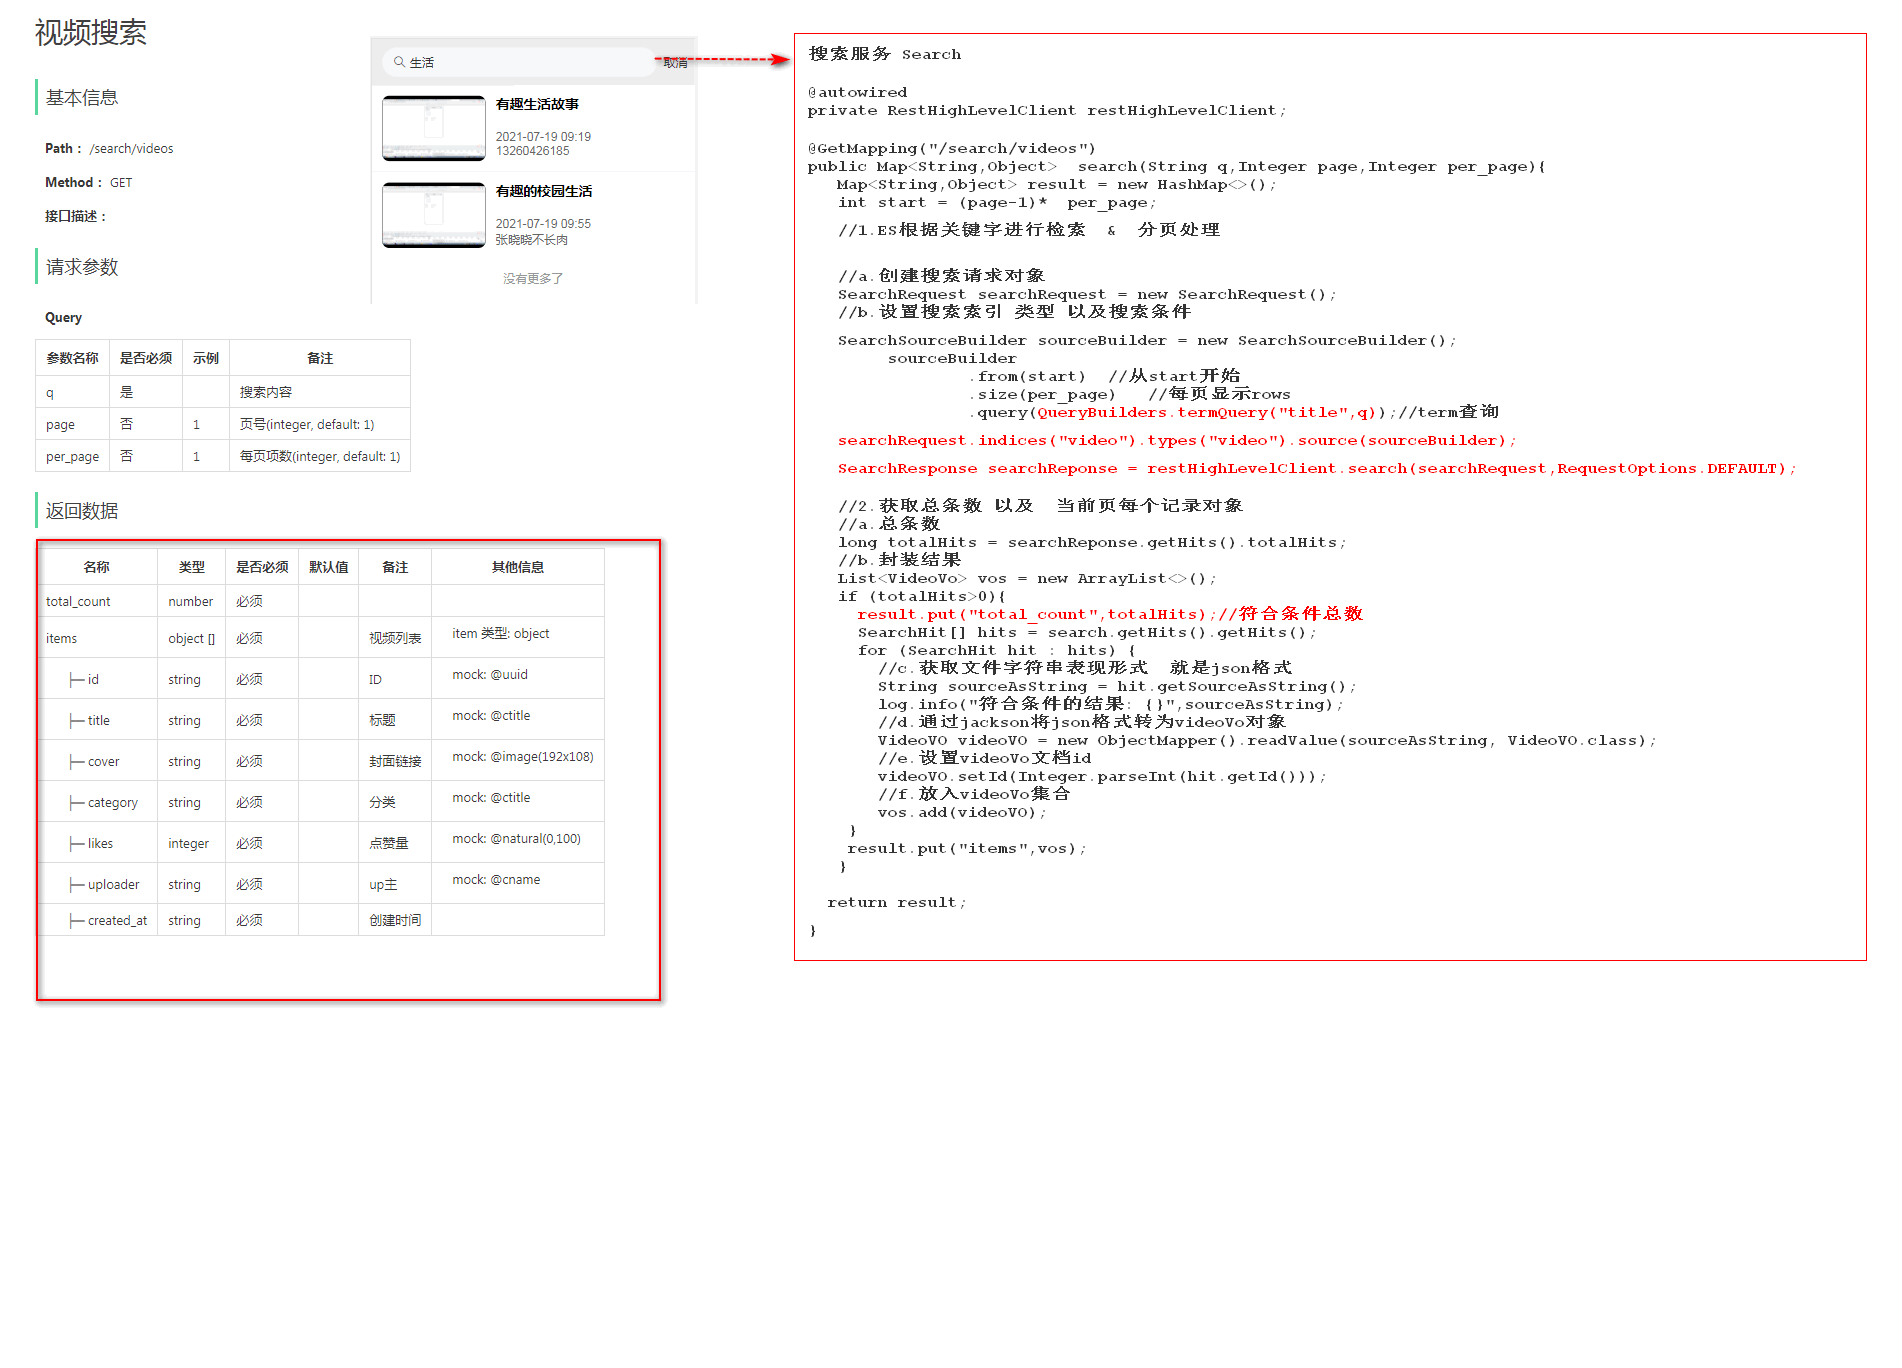 视频搜索
基本信息
Path： /search/videos
Method： GET
接口描述：
请求参数
Query
参数名称 是否必须 示例 备注
q 是 搜索内容
page 否 1 页号(integer, default: 1)
per_page 否 1 每页项数(integer, default: 1)
返回数据
名称 类型 是否必须 默认值 备注 其他信息
total_count number 必须
items object [] 必须 视频列表 item 类型: object
├─ id string 必须 ID mock: @uuid
├─ title string 必须 标题 mock: @ctitle
├─ cover string 必须 封面链接 mock: @image(192x108)
├─ category string 必须 分类 mock: @ctitle
├─ likes integer 必须 点赞量 mock: @natural(0,100)
├─ uploader string 必须 up主 mock: @cname
├─ created_at string 必须 创建时间
生活 取消
有趣生活故事
2021-07-19 09:19
13260426185
有趣的校园生活
2021-07-19 09:55
张晓晓不长肉
没有更多了
搜索服务 Search
@autowired
private RestHighLevelClient restHighLevelClient;
@GetMapping("/search/videos")
public Map<String,Object> search(String q,Integer page,Integer per_page){
Map<String,Object> result = new HashMap<>();
int start = (page-1)* per_page;
//1.ES根据关键字进行检索 & 分页处理
//a.创建搜索请求对象
SearchRequest searchRequest = new SearchRequest();
//b.设置搜索索引 类型 以及搜索条件
SearchSourceBuilder sourceBuilder = new SearchSourceBuilder();
sourceBuilder
.from(start) //从start开始
.size(per_page) //每页显示rows
.query(QueryBuilders.termQuery("title",q));//term查询
searchRequest.indices("video").types("video").source(sourceBuilder);
SearchResponse searchReponse = restHighLevelClient.search(searchRequest,RequestOptions.DEFAULT);
//2.获取总条数 以及 当前页每个记录对象
//a.总条数
long totalHits = searchReponse.getHits().totalHits;
//b.封装结果
List<VideoVo> vos = new ArrayList<>();
if (totalHits>0){
result.put("total_count",totalHits);//符合条件总数
SearchHit[] hits = search.getHits().getHits();
for (SearchHit hit : hits) {
//c.获取文件字符串表现形式 就是json格式
String sourceAsString = hit.getSourceAsString();
log.info("符合条件的结果: {}",sourceAsString);
//d.通过jackson将json格式转为videoVo对象
VideoVO videoVO = new ObjectMapper().readValue(sourceAsString, VideoVO.class);
//e.设置videoVo文档id
videoVO.setId(Integer.parseInt(hit.getId()));
//f.放入videoVo集合
vos.add(videoVO);
}
result.put("items",vos);
}
return result;
}